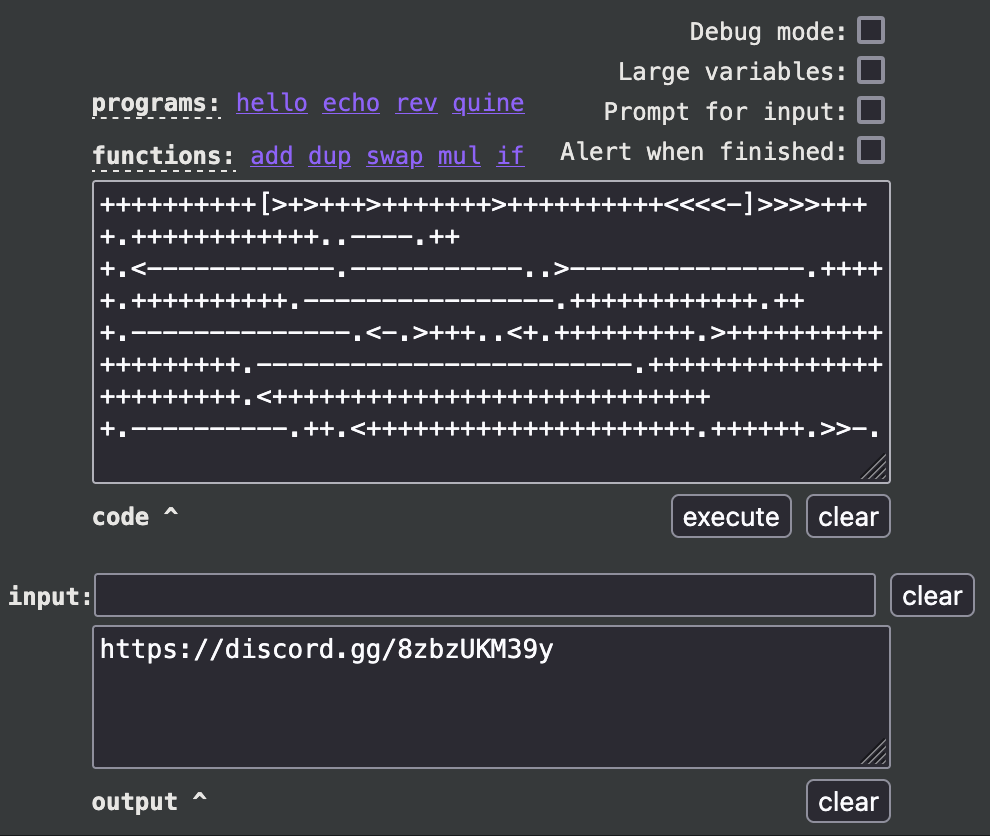 Debug mode:
Large variables:
programs: hello echo rev quine
Prompt for input:
functions: add dup swap mul if
Alert when finished:
++++++++++[>+>+++>+++++++>++++++++++<<<<-]>>>>+++
+.++++++++++++..----.++
+.<------------.-----------..>---------------.++++
+.++++++++++.----------------.++++++++++++.++
+.--------------.<-.>+++..<+.+++++++++.>++++++++++
+++++++++.------------------------.+++++++++++++++
+++++++++.<++++++++++++++++++++++++++++
+.----------.++.<+++++++++++++++++++++.++++++.>>-.
code ^
execute clear
input: clear
https://discord.gg/8zbzUKM39y
output ^
clear